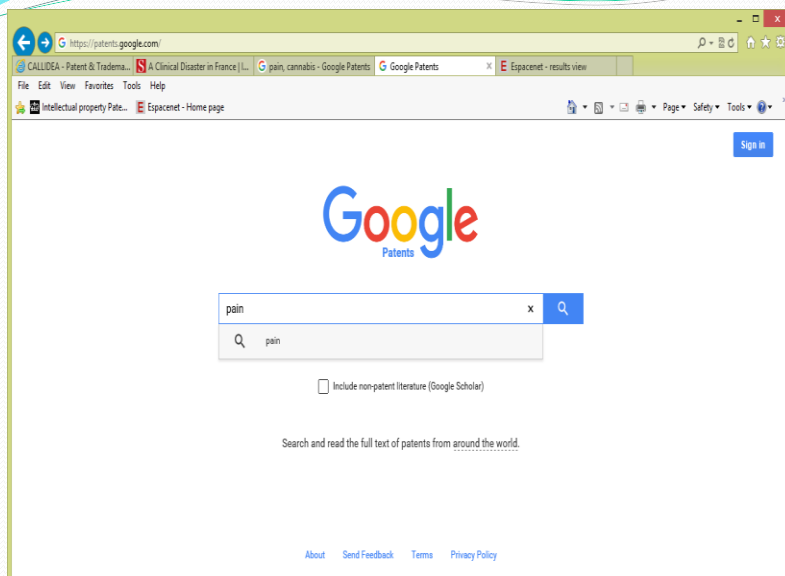 https://patents.google.com/
CALLIDEA - Patent & Tradema... A Clinical Disaster in France | I... pain, cannabis - Google Patents Google Patents Espacenet - results view
File Edit View Favorites Tools Help
Intellectual property Pate... Espacenet - Home page Page Safety Tools
Sign in
Google
Patents
pain x
pain
Include non-patent literature (Google Scholar)
Search and read the full text of patents from around the world.
About Send Feedback Terms Privacy Policy